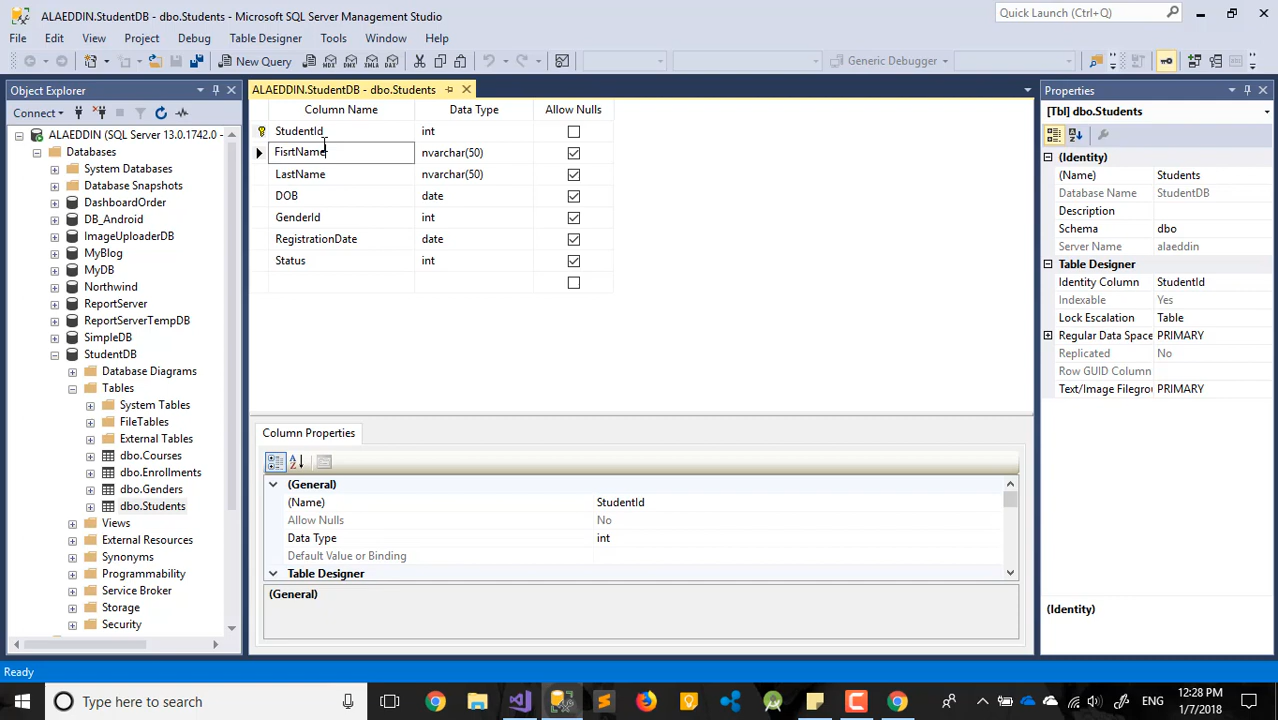 ALAEDDIN.StudentDB - dbo.Students - Microsoft SQL Server Management Studio
Quick Launch (Ctrl+Q)
File Edit View Project Debug Table Designer Tools Window Help
New Query
MDX DMX XMLA DAX
Generic Debugger
Object Explorer
Connect
ALAEDDIN (SQL Server 13.0.1742.0 -
Databases
System Databases
Database Snapshots
DashboardOrder
DB_Android
ImageUploaderDB
MyBlog
MyDB
Northwind
ReportServer
ReportServerTempDB
SimpleDB
StudentDB
Database Diagrams
Tables
System Tables
FileTables
External Tables
dbo.Courses
dbo.Enrollments
dbo.Genders
dbo.Students
Views
External Resources
Synonyms
Programmability
Service Broker
Storage
Security
ALAEDDIN.StudentDB - dbo.Students
Column Name Data Type Allow Nulls
StudentId int
FisrtName nvarchar(50)
LastName nvarchar(50)
DOB date
GenderId int
RegistrationDate date
Status int
Column Properties
(General)
(Name) StudentId
Allow Nulls No
Data Type int
Default Value or Binding
Table Designer
(General)
Properties
[Tbl] dbo.Students
(Identity)
(Name) Students
Database Name StudentDB
Description
Schema dbo
Server Name alaeddin
Table Designer
Identity Column StudentId
Indexable Yes
Lock Escalation Table
Regular Data Space PRIMARY
Replicated No
Row GUID Column
Text/Image Filegrou PRIMARY
(Identity)
Ready
Type here to search
ENG
12:28 PM
1/7/2018